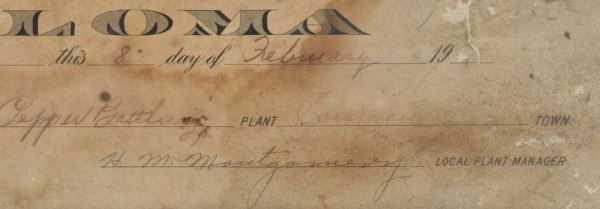 LOMA
this 8 day of February 19
Pepper Bottling PLANT TOWN
H. M. Montgomery LOCAL PLANT MANAGER